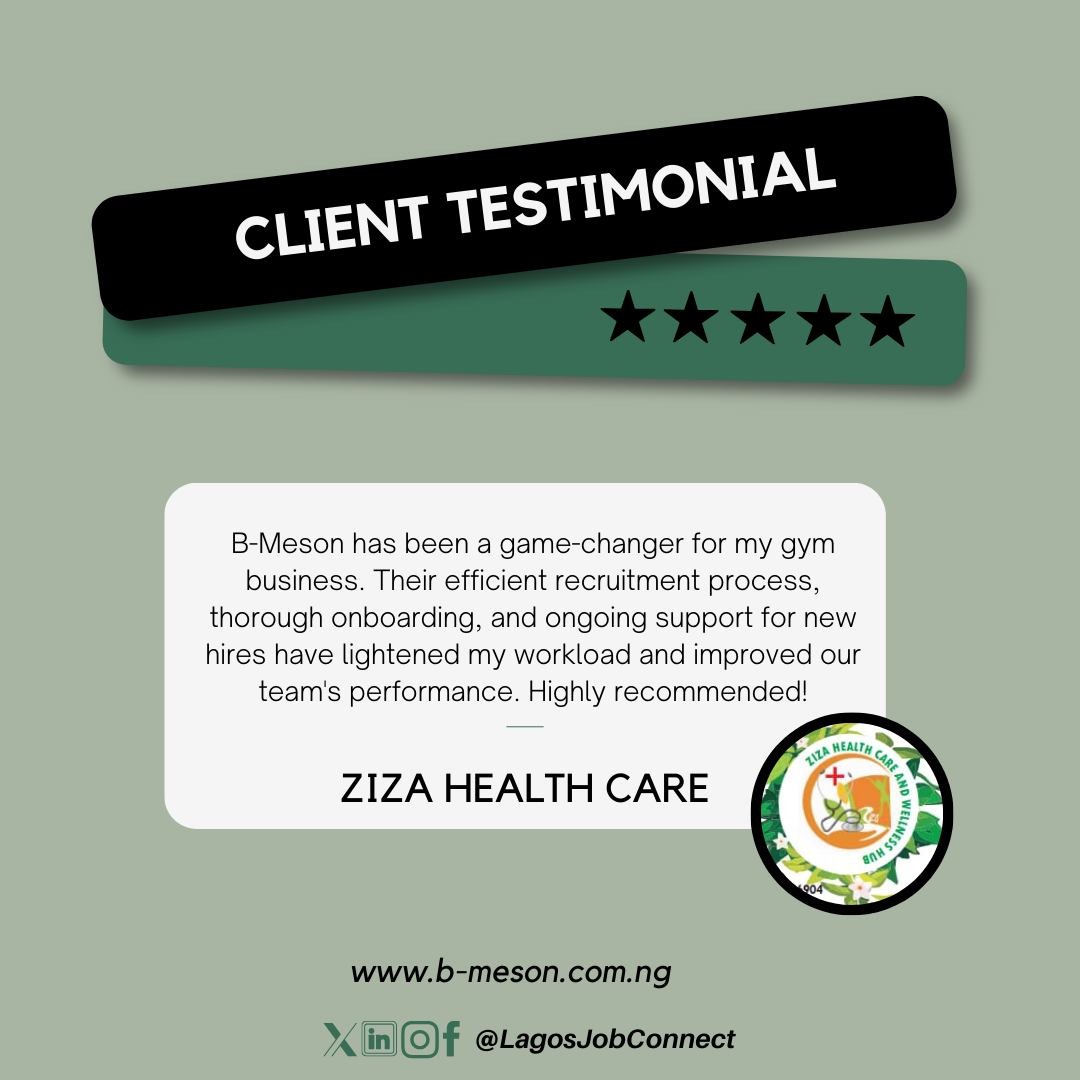 CLIENT TESTIMONIAL
B-Meson has been a game-changer for my gym
business. Their efficient recruitment process,
thorough onboarding, and ongoing support for new
hires have lightened my workload and improved our
team's performance. Highly recommended!
ZIZA HEALTH CARE
ZIZA HEALTH CARE AND WELLNESS HUB
www.b-meson.com.ng
@LagosJobConnect